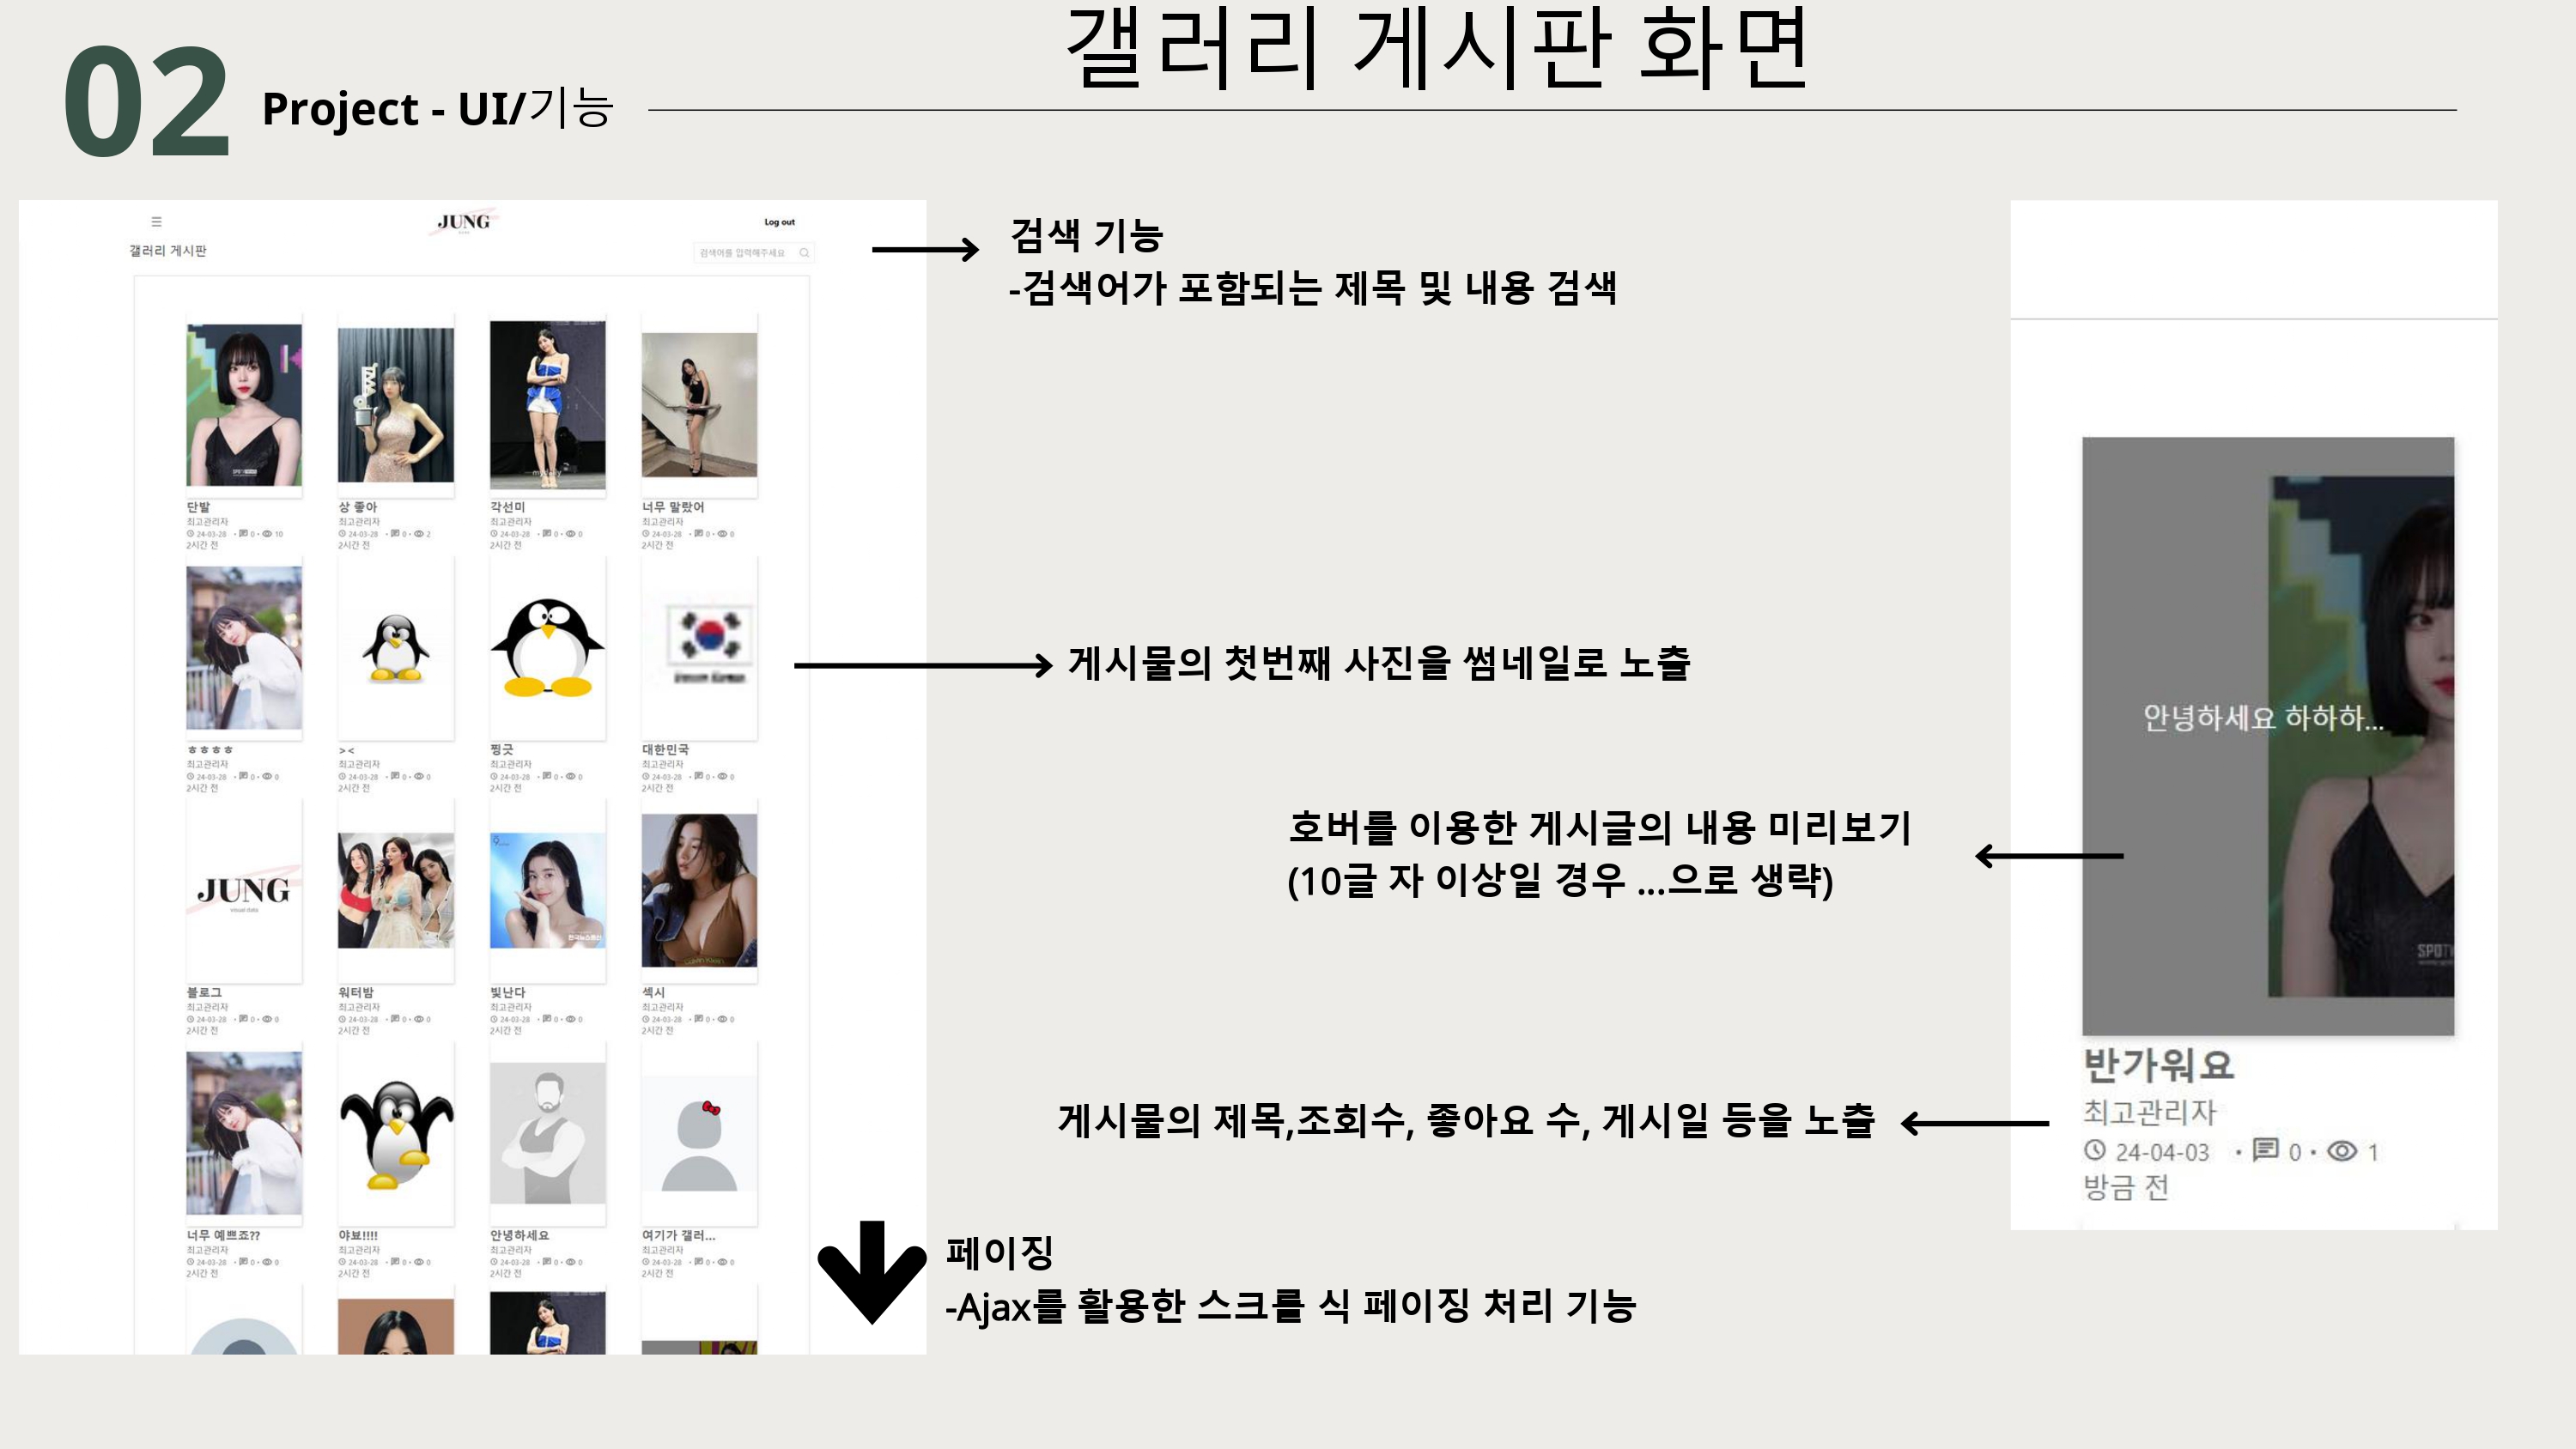 갤러리 게시판 화면
02
Project - UI/기능
JUNG
Log out
갤러리 게시판
검색어를 입력해주세요
단발
최고관리자
24-03-28 • 0 • 10
2시간 전
상 좋아
최고관리자
24-03-28 • 0 • 2
2시간 전
각선미
최고관리자
24-03-28 • 0 • 0
2시간 전
너무 말랐어
최고관리자
24-03-28 • 0 • 0
2시간 전
ㅎㅎㅎㅎ
최고관리자
24-03-28 • 0 • 0
2시간 전
><
최고관리자
24-03-28 • 0 • 0
2시간 전
찡긋
최고관리자
24-03-28 • 0 • 0
2시간 전
대한민국
최고관리자
24-03-28 • 0 • 0
2시간 전
JUNG
블로그
최고관리자
24-03-28 • 0 • 0
2시간 전
워터밤
최고관리자
24-03-28 • 0 • 0
2시간 전
빛난다
최고관리자
24-03-28 • 0 • 0
2시간 전
섹시
최고관리자
24-03-28 • 0 • 0
2시간 전
너무 예쁘죠??
최고관리자
24-03-28 • 0 • 0
2시간 전
야뵤!!!!
최고관리자
24-03-28 • 0 • 0
2시간 전
안녕하세요
최고관리자
24-03-28 • 0 • 0
2시간 전
여기가 갤러...
최고관리자
24-03-28 • 0 • 0
2시간 전
검색 기능
-검색어가 포함되는 제목 및 내용 검색
게시물의 첫번째 사진을 썸네일로 노출
호버를 이용한 게시글의 내용 미리보기
(10글 자 이상일 경우 ...으로 생략)
게시물의 제목,조회수, 좋아요 수, 게시일 등을 노출
페이징
-Ajax를 활용한 스크롤 식 페이징 처리 기능
안녕하세요 하하하...
반가워요
최고관리자
24-04-03 • 0 • 1
방금 전